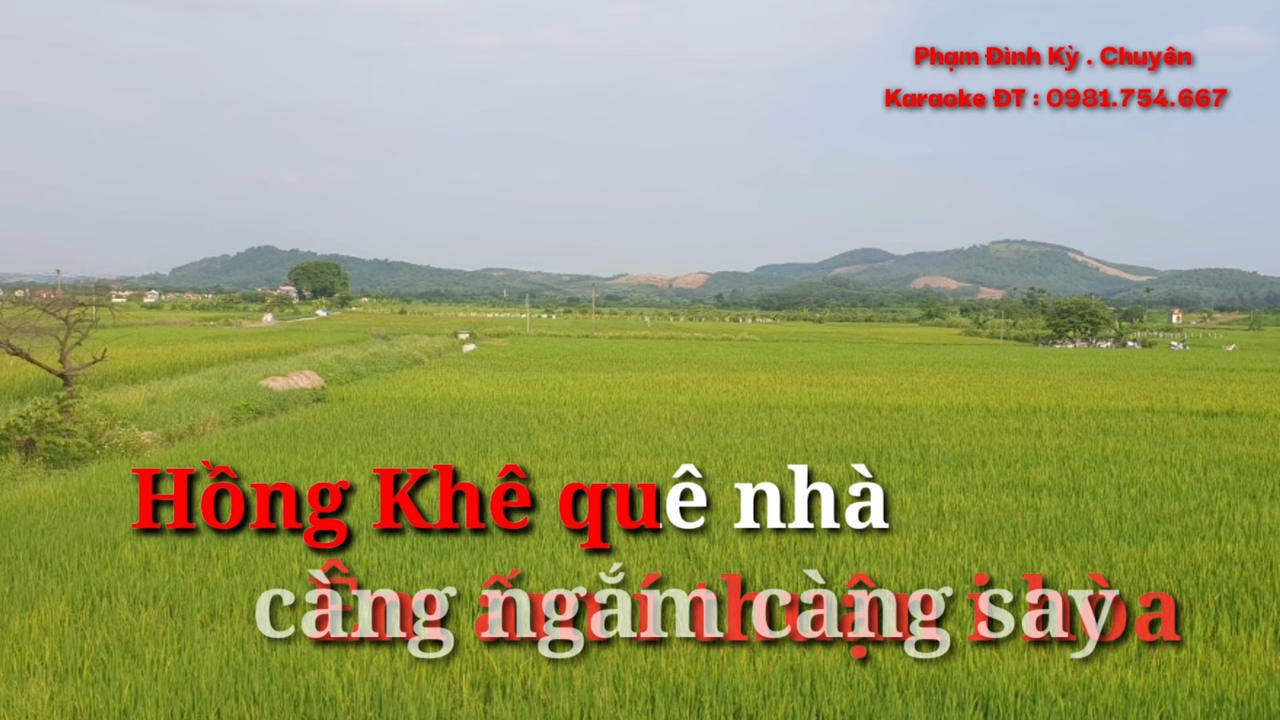 Phạm Đình Kỳ . Chuyên
Karaoke ĐT : 0981.754.667
Hồng Khê quê nhà
càng ngắm càng say